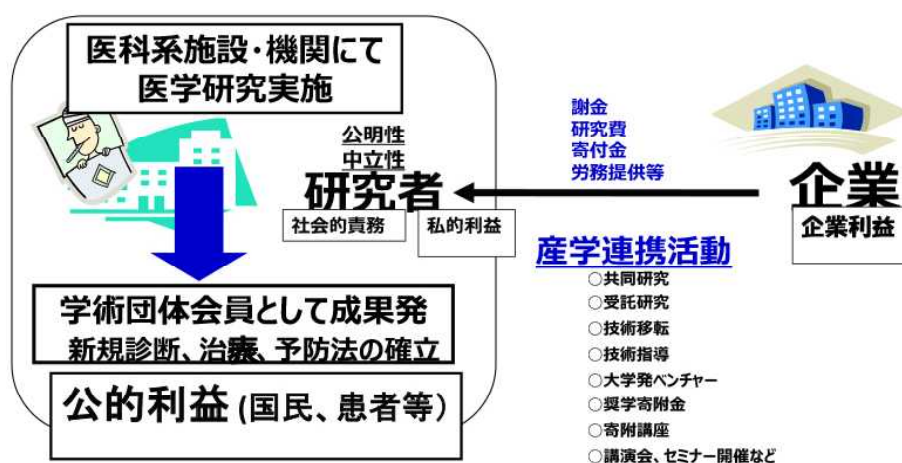 医科系施設・機関にて
医学研究実施
公明性
中立性
研究者
社会的責務
私的利益
謝金
研究費
寄付金
労務提供等
企業
企業利益
学術団体会員として成果発
新規診断、治療、予防法の確立
公的利益 (国民、患者等)
産学連携活動
○共同研究
○受託研究
○技術移転
○技術指導
○大学発ベンチャー
○奨学寄附金
○寄附講座
○講演会、セミナー開催など